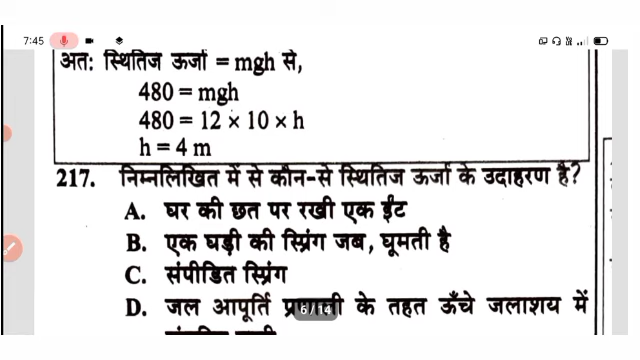 7:45
अत: स्थितिज ऊर्जा = mgh से,
480 = mgh
480 = 12 × 10 × h
h = 4 m
217. निम्नलिखित में से कौन-से स्थितिज ऊर्जा के उदाहरण है?
A. घर की छत पर रखी एक ईंट
B. एक घड़ी की स्प्रिंग जब, घूमती है
C. संपीडित स्प्रिंग
D. जल आपूर्ति के तहत ऊँचे जलाशय में
6/14